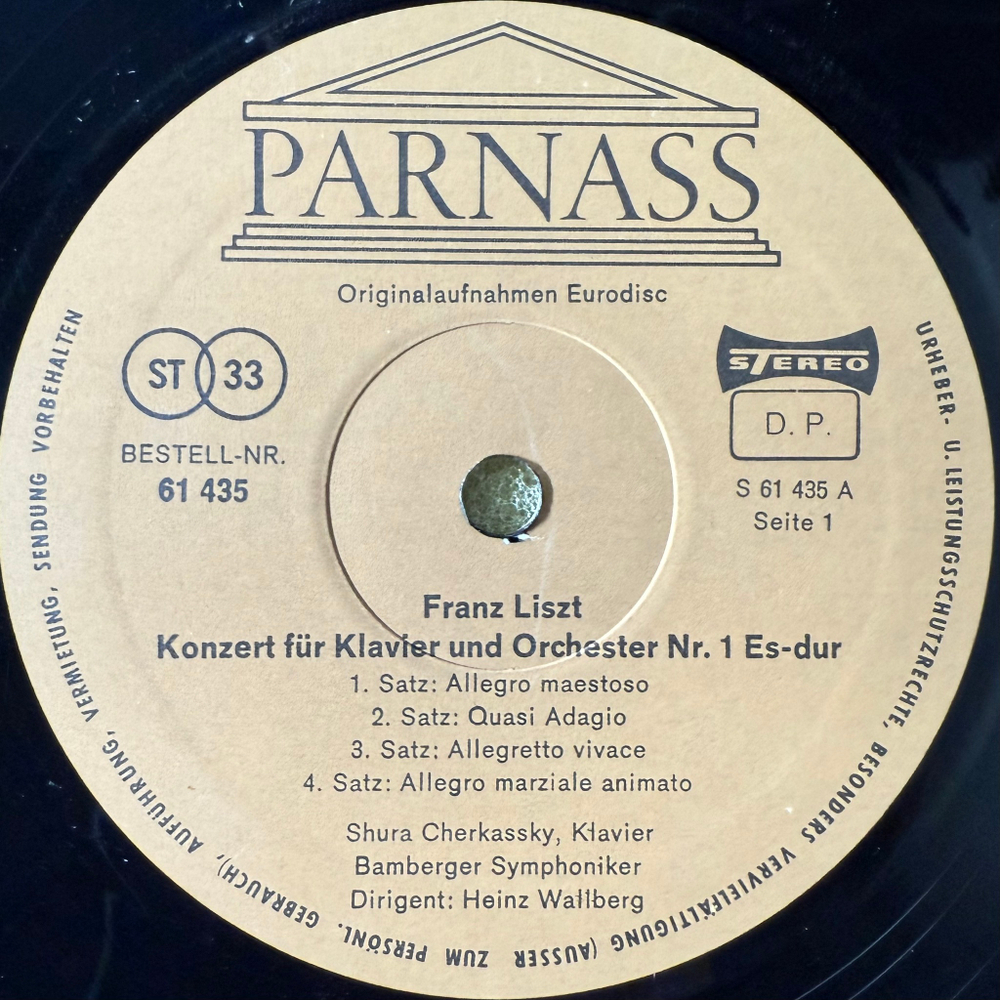 PARNASS
Originalaufnahmen Eurodisc
ST 33
STEREO
D. P.
BESTELL-NR.
61 435
S 61 435 A
Seite 1
Franz Liszt
Konzert für Klavier und Orchester Nr. 1 Es-dur
1. Satz: Allegro maestoso
2. Satz: Quasi Adagio
3. Satz: Allegretto vivace
4. Satz: Allegro marziale animato
Shura Cherkassky, Klavier
Bamberger Symphoniker
Dirigent: Heinz Wallberg
URHEBER- U. LEISTUNGSSCHUTZRECHTE, BESONDERS VERVIELFÄLTIGUNG (AUSSER ZUM PERSÖNL. GEBRAUCH), AUFFÜHRUNG, VERMIETUNG, SENDUNG VORBEHALTEN